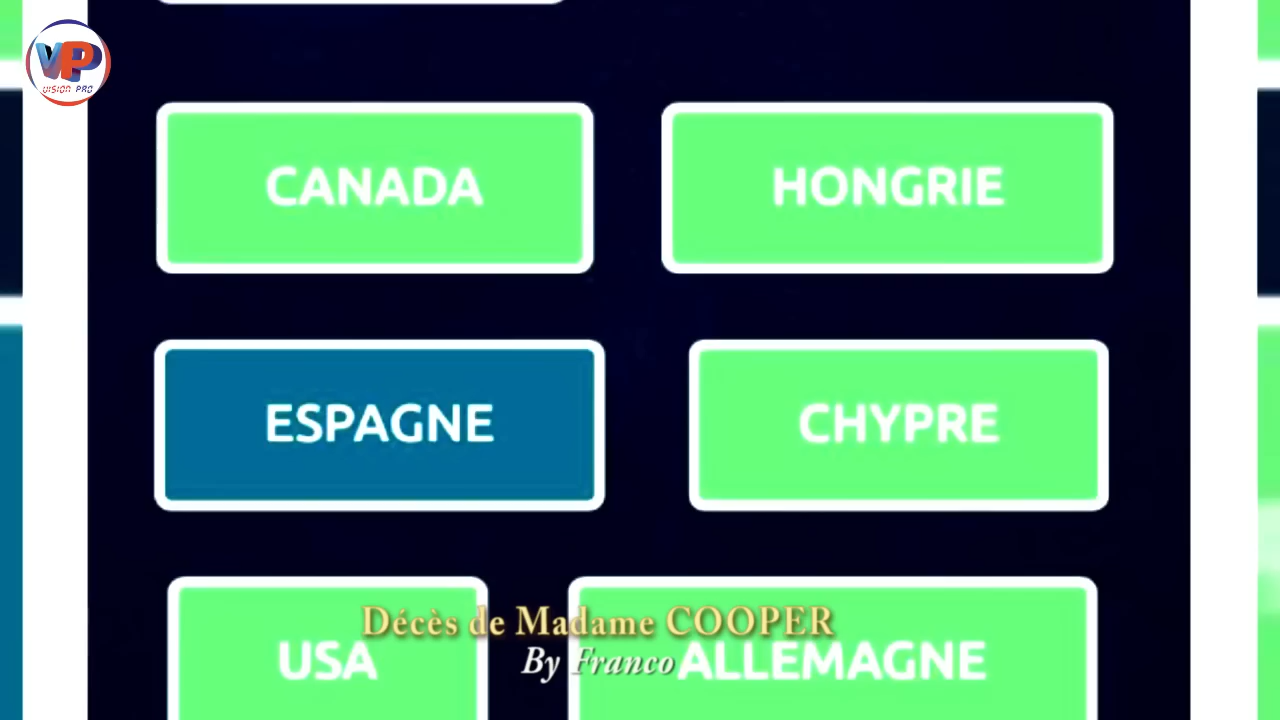 VP
VISION PRO
CANADA
HONGRIE
ESPAGNE
CHYPRE
Décès de Madame COOPER
USA
By Franco
ALLEMAGNE